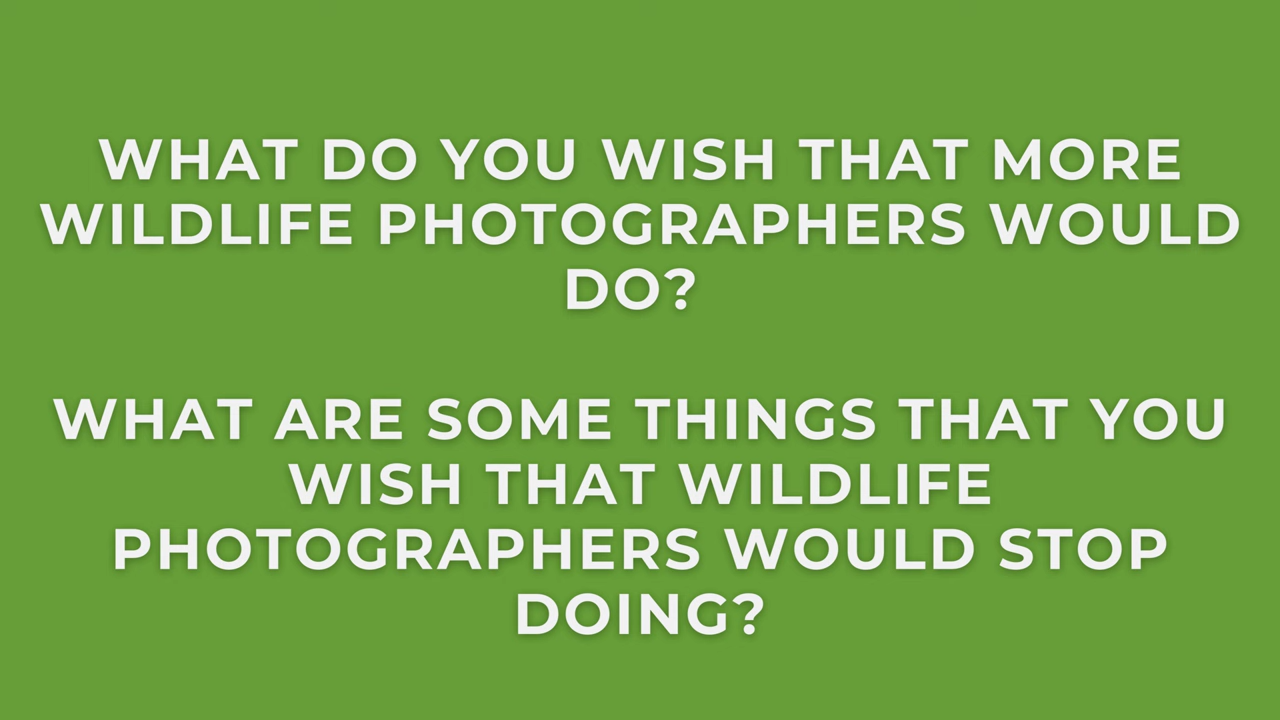 WHAT DO YOU WISH THAT MORE
WILDLIFE PHOTOGRAPHERS WOULD
DO?
WHAT ARE SOME THINGS THAT YOU
WISH THAT WILDLIFE
PHOTOGRAPHERS WOULD STOP
DOING?